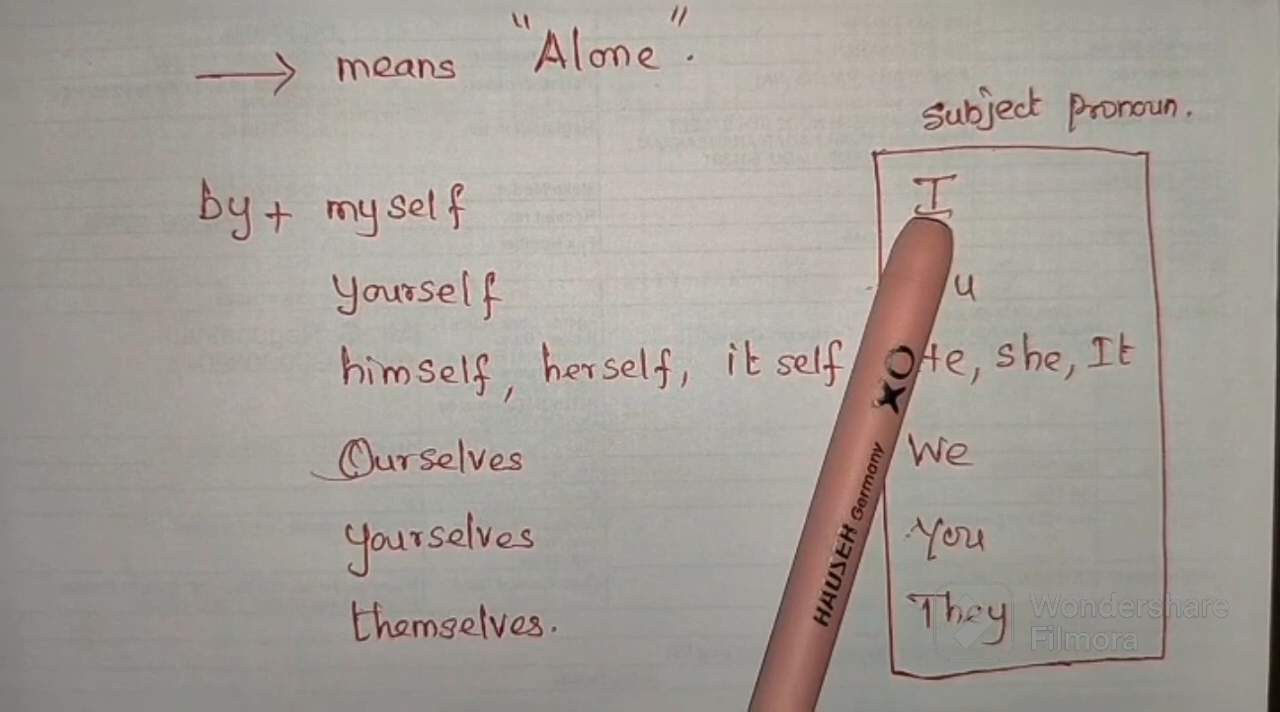 → means "Alone".
subject pronoun.
by + myself I
yourself u
himself, herself, it self He, she, It
Ourselves We
yourselves You
themselves. They
XO
HAUSER Germany
Wondershare
Filmora